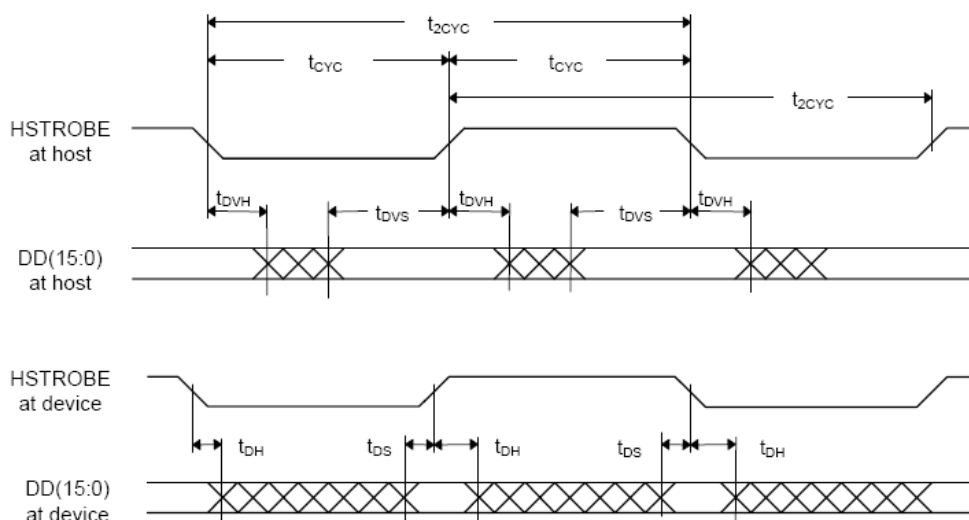 t2CYC
tCYC tCYC
t2CYC
HSTROBE
at host
tDVH tDVS tDVH tDVS tDVH
DD(15:0)
at host
HSTROBE
at device
tDH tDS tDH tDS tDH
DD(15:0)
at device